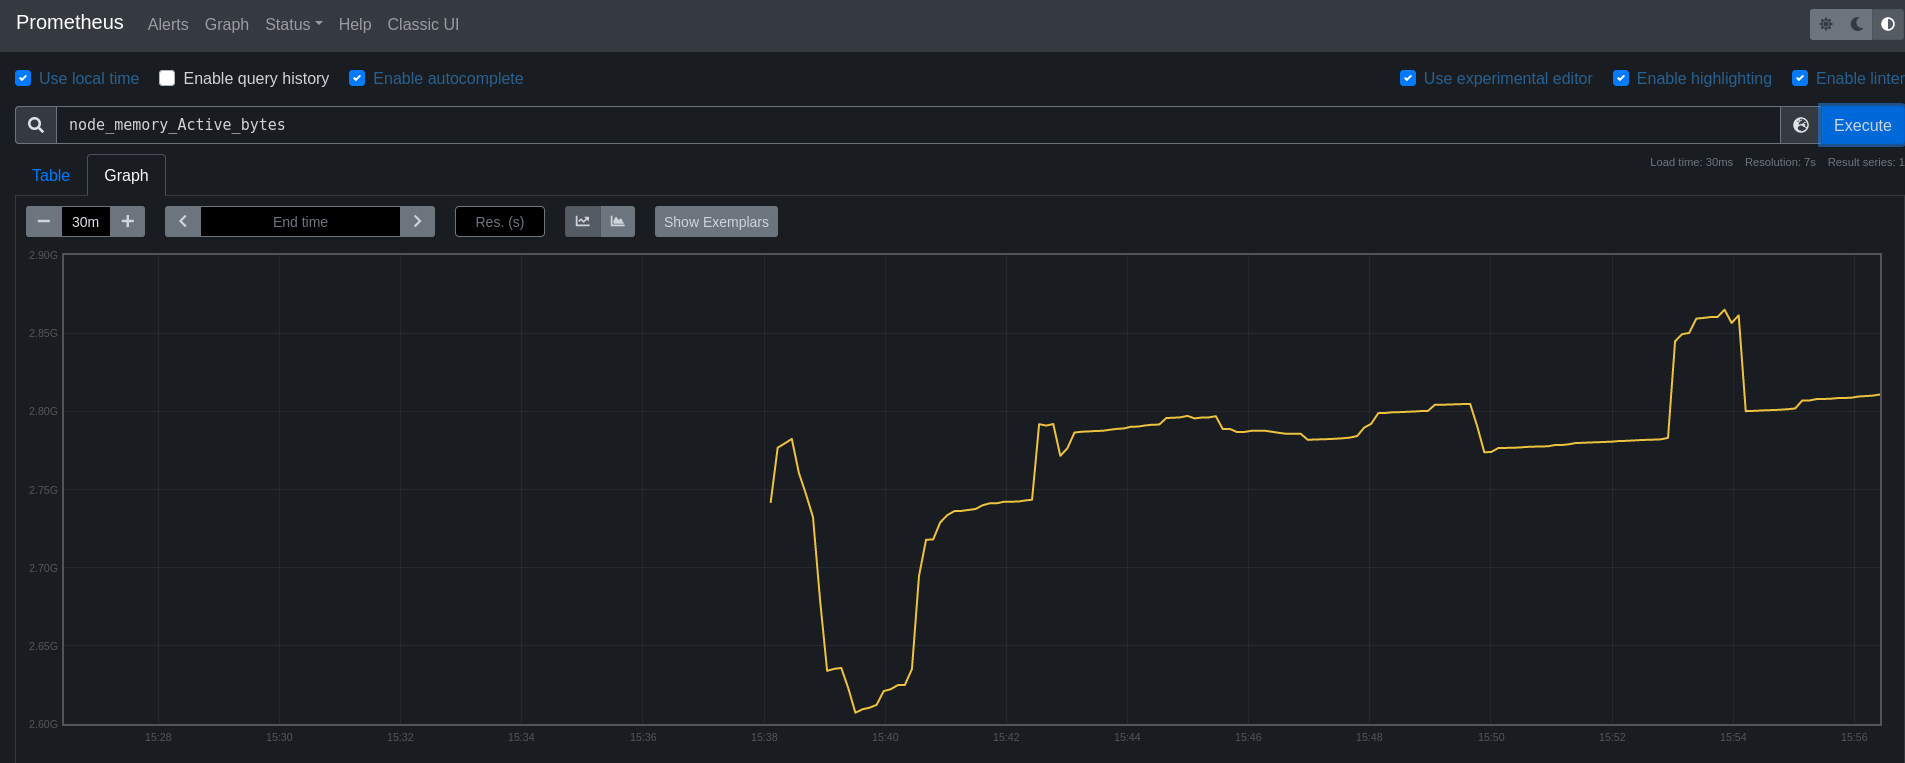 Prometheus Alerts Graph Status Help Classic UI
Use local time Enable query history Enable autocomplete Use experimental editor Enable highlighting Enable linter
node_memory_Active_bytes Execute
Load time: 30ms Resolution: 7s Result series: 1
Table Graph
30m End time Res. (s) Show Exemplars
2.90G
2.85G
2.80G
2.75G
2.70G
2.65G
2.60G
15:28 15:30 15:32 15:34 15:36 15:38 15:40 15:42 15:44 15:46 15:48 15:50 15:52 15:54 15:56